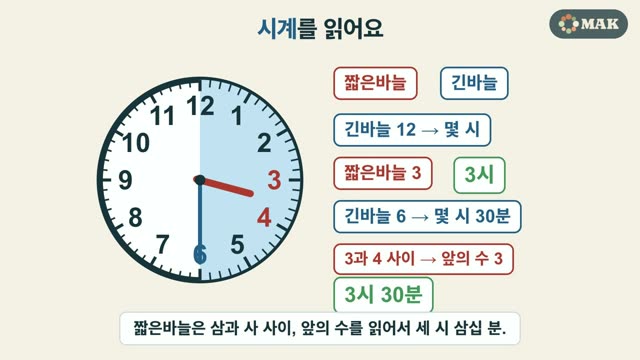 시계를 읽어요
MAK
12
1
2
3
4
5
6
7
8
9
10
11
짧은바늘
긴바늘
긴바늘 12 → 몇 시
짧은바늘 3
3시
긴바늘 6 → 몇 시 30분
3과 4 사이 → 앞의 수 3
3시 30분
짧은바늘은 삼과 사 사이, 앞의 수를 읽어서 세 시 삼십 분.